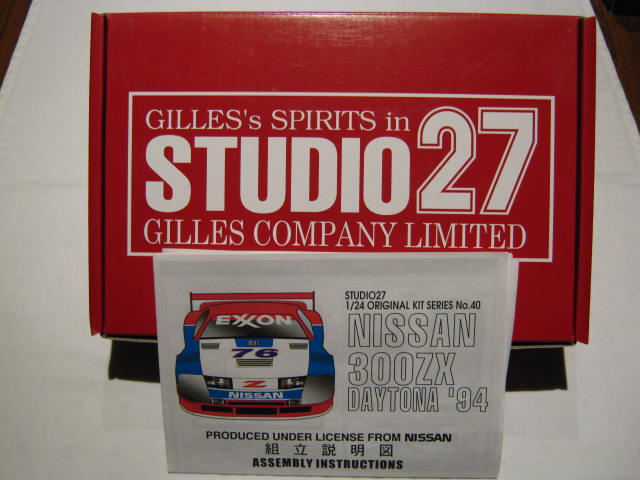 GILLES's SPIRITS in
STUDIO27
GILLES COMPANY LIMITED
STUDIO27
1/24 ORIGINAL KIT SERIES No.40
NISSAN
300ZX
DAYTONA '94
EXXON
76
Z
NISSAN
PRODUCED UNDER LICENSE FROM NISSAN
組立説明図
ASSEMBLY INSTRUCTIONS